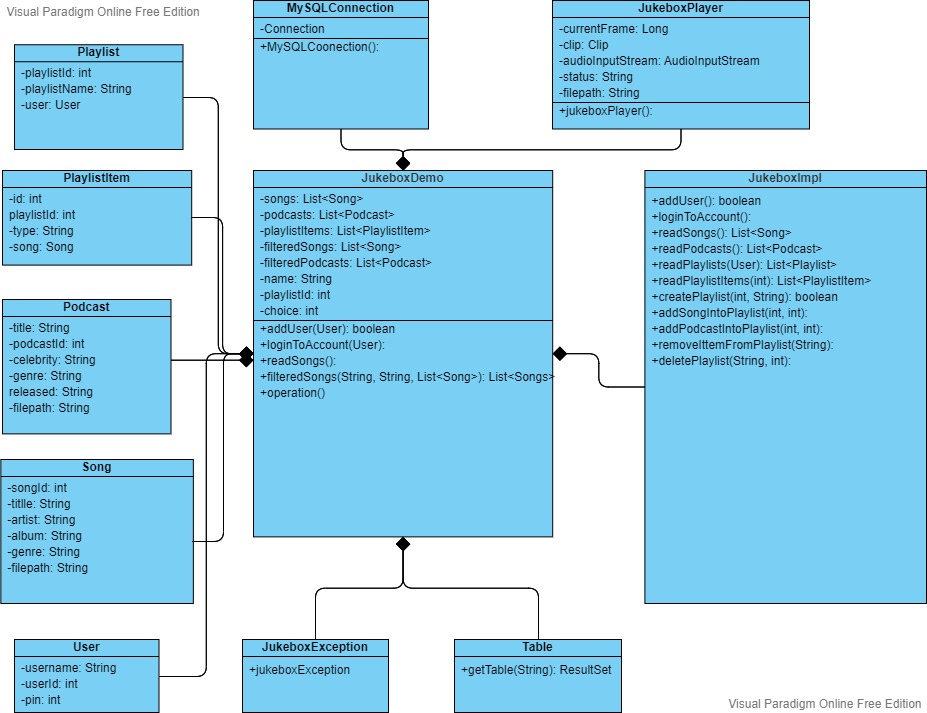 Visual Paradigm Online Free Edition
MySQLConnection
-Connection
+MySQLCoonection():
JukeboxPlayer
-currentFrame: Long
-clip: Clip
-audioInputStream: AudioInputStream
-status: String
-filepath: String
+jukeboxPlayer():
Playlist
-playlistId: int
-playlistName: String
-user: User
PlaylistItem
-id: int
playlistId: int
-type: String
-song: Song
Podcast
-title: String
-podcastId: int
-celebrity: String
-genre: String
released: String
-filepath: String
Song
-songId: int
-titlle: String
-artist: String
-album: String
-genre: String
-filepath: String
User
-username: String
-userId: int
-pin: int
JukeboxDemo
-songs: List<Song>
-podcasts: List<Podcast>
-playlistItems: List<PlaylistItem>
-filteredSongs: List<Song>
-filteredPodcasts: List<Podcast>
-name: String
-playlistId: int
-choice: int
+addUser(User): boolean
+loginToAccount(User):
+readSongs():
+filteredSongs(String, String, List<Song>): List<Songs>
+operation()
JukeboxImpl
+addUser(): boolean
+loginToAccount():
+readSongs(): List<Song>
+readPodcasts(): List<Podcast>
+readPlaylists(User): List<Playlist>
+readPlaylistItems(int): List<PlaylistItem>
+createPlaylist(int, String): boolean
+addSongIntoPlaylist(int, int):
+addPodcastIntoPlaylist(int, int):
+removeIttemFromPlaylist(String):
+deletePlaylist(String, int):
JukeboxException
+jukeboxException
Table
+getTable(String): ResultSet
Visual Paradigm Online Free Edition